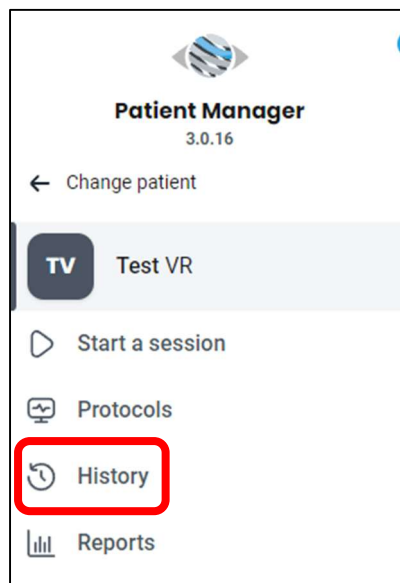 Patient Manager
3.0.16
← Change patient
TV Test VR
Start a session
Protocols
History
Reports